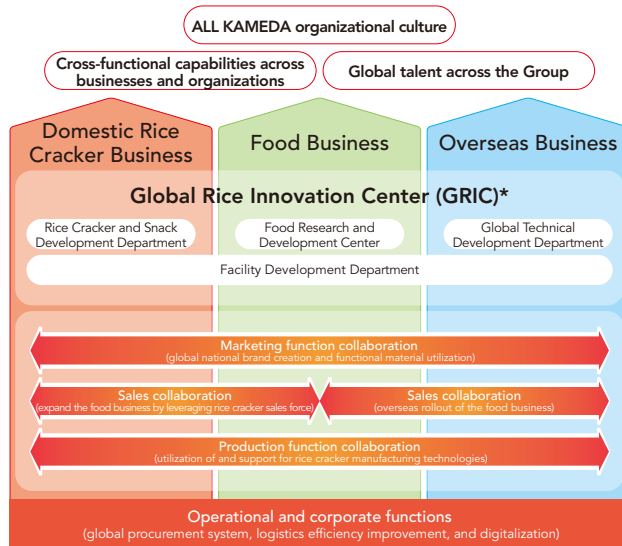 ALL KAMEDA organizational culture
Cross-functional capabilities across
businesses and organizations
Global talent across the Group
Domestic Rice
Cracker Business
Food Business
Overseas Business
Global Rice Innovation Center (GRIC)*
Rice Cracker and Snack
Development Department
Food Research and
Development Center
Global Technical
Development Department
Facility Development Department
Marketing function collaboration
(global national brand creation and functional material utilization)
Sales collaboration
(expand the food business by leveraging rice cracker sales force)
Sales collaboration
(overseas rollout of the food business)
Production function collaboration
(utilization of and support for rice cracker manufacturing technologies)
Operational and corporate functions
(global procurement system, logistics efficiency improvement, and digitalization)